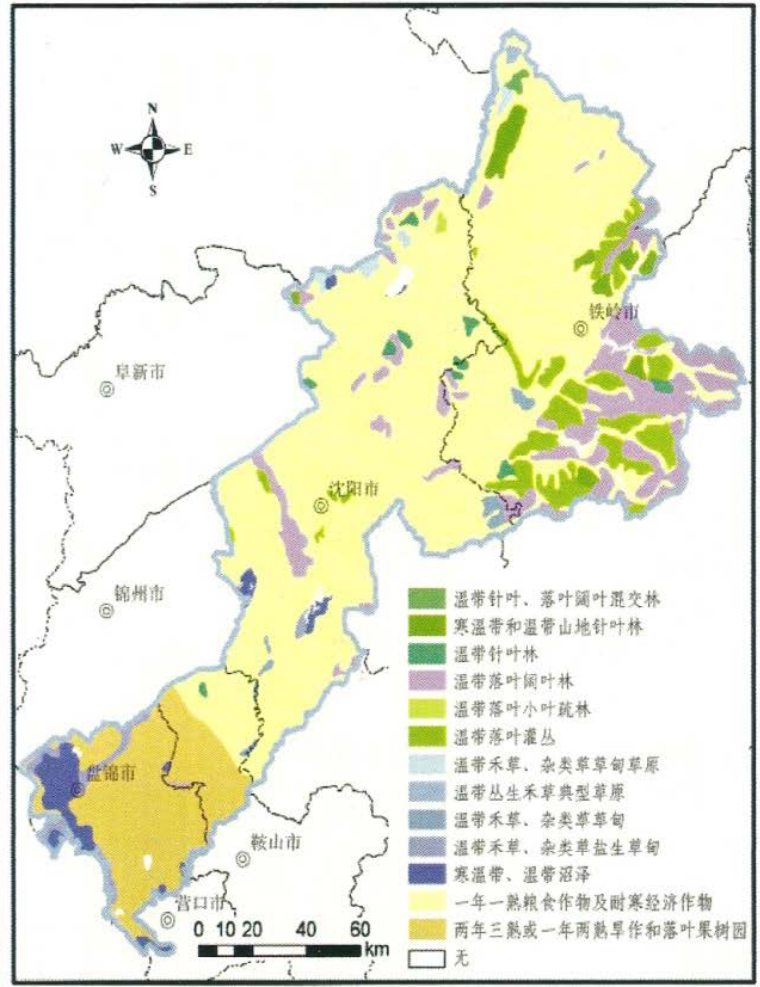 N
W E
S
铁岭市
阜新市
沈阳市
锦州市
盘锦市
鞍山市
营口市
0 10 20 40 60
km
温带针叶、落叶阔叶混交林
寒温带和温带山地针叶林
温带针叶林
温带落叶阔叶林
温带落叶小叶疏林
温带落叶灌丛
温带禾草、杂类草草甸草原
温带丛生禾草典型草原
温带禾草、杂类草草甸
温带禾草、杂类草盐生草甸
寒温带、温带沼泽
一年一熟粮食作物及耐寒经济作物
两年三熟或一年两熟旱作和落叶果树园
无